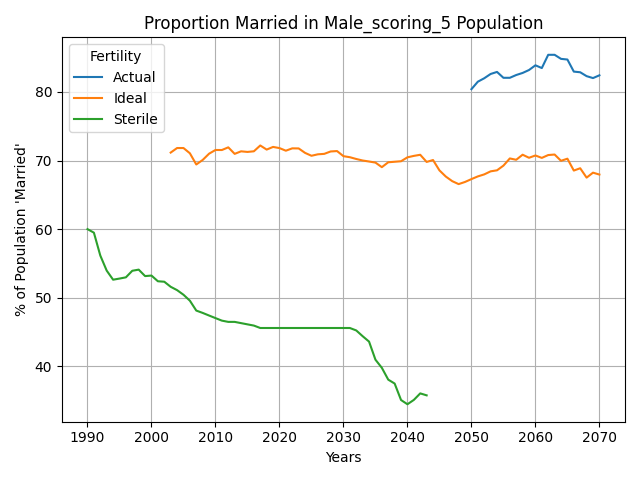 Proportion Married in Male_scoring_5 Population
Fertility
Actual
Ideal
Sterile
% of Population 'Married'
80
70
60
50
40
1990
2000
2010
2020
2030
2040
2050
2060
2070
Years